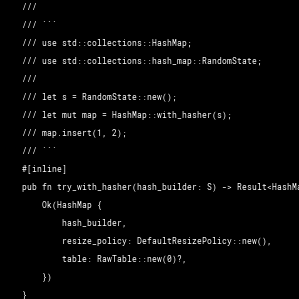 ///
/// ```
/// use std::collections::HashMap;
/// use std::collections::hash_map::RandomState;
///
/// let s = RandomState::new();
/// let mut map = HashMap::with_hasher(s);
/// map.insert(1, 2);
/// ```
#[inline]
pub fn try_with_hasher(hash_builder: S) -> Result<HashMa
Ok(HashMap {
hash_builder,
resize_policy: DefaultResizePolicy::new(),
table: RawTable::new(0)?,
})
}